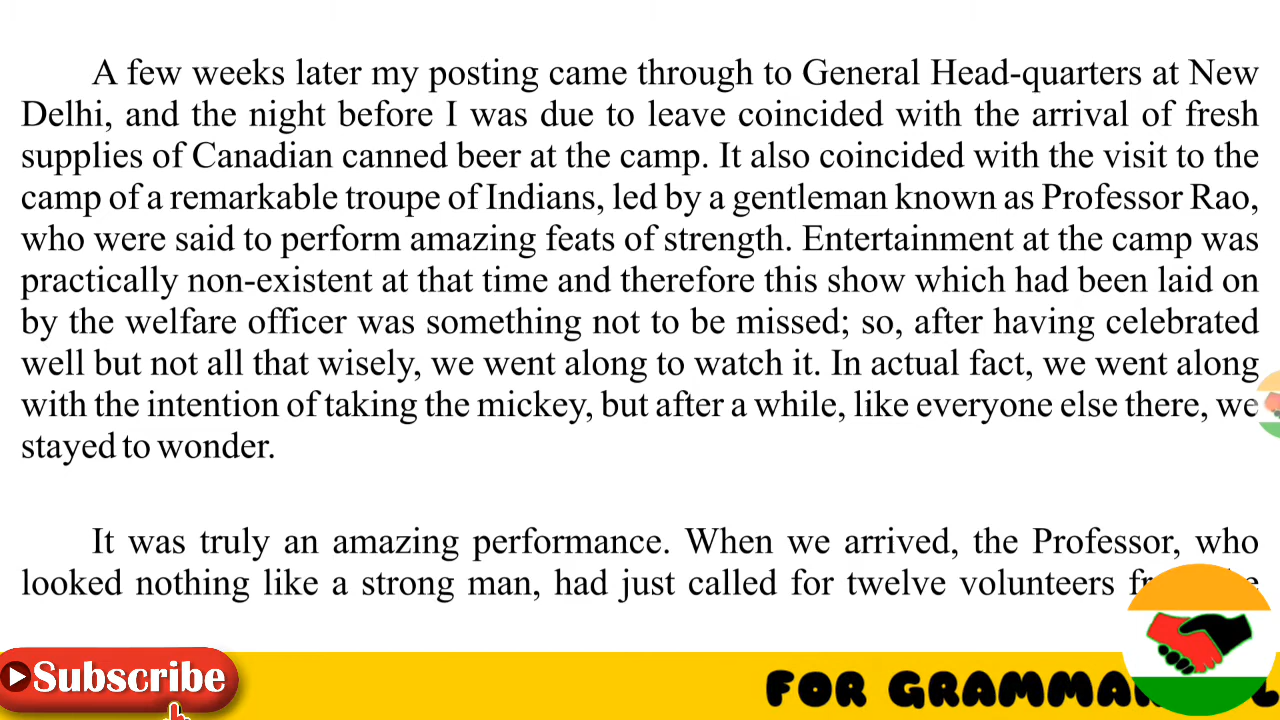 A few weeks later my posting came through to General Head-quarters at New
Delhi, and the night before I was due to leave coincided with the arrival of fresh
supplies of Canadian canned beer at the camp. It also coincided with the visit to the
camp of a remarkable troupe of Indians, led by a gentleman known as Professor Rao,
who were said to perform amazing feats of strength. Entertainment at the camp was
practically non-existent at that time and therefore this show which had been laid on
by the welfare officer was something not to be missed; so, after having celebrated
well but not all that wisely, we went along to watch it. In actual fact, we went along
with the intention of taking the mickey, but after a while, like everyone else there, we
stayed to wonder.
It was truly an amazing performance. When we arrived, the Professor, who
looked nothing like a strong man, had just called for twelve volunteers
Subscribe
FOR